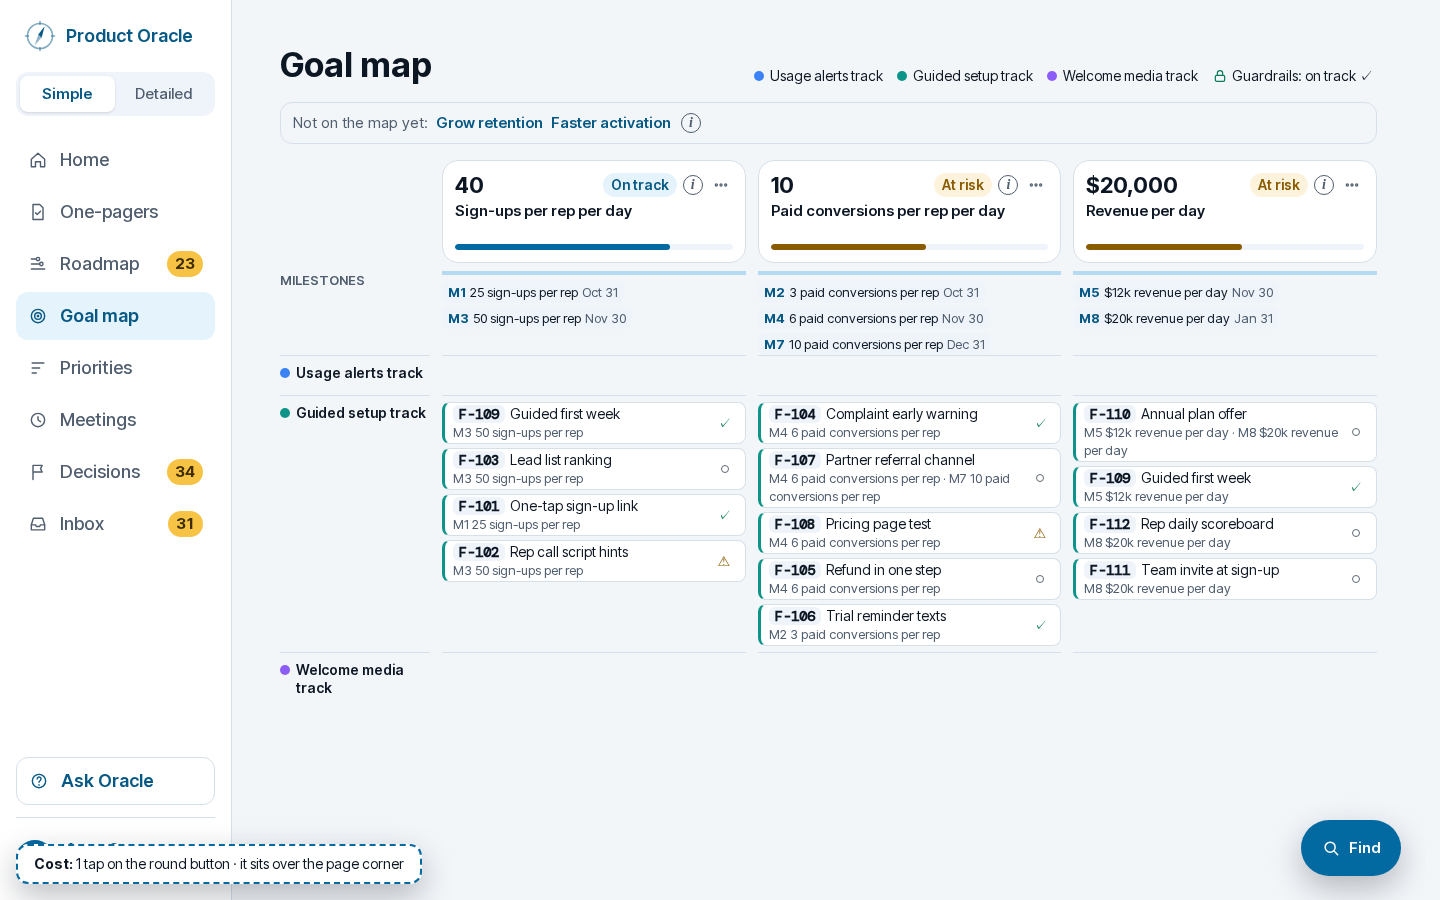 Product Oracle
Simple Detailed
Home
One-pagers
Roadmap 23
Goal map
Priorities
Meetings
Decisions 34
Inbox 31
Ask Oracle
Cost: 1 tap on the round button · it sits over the page corner
Goal map
Usage alerts track Guided setup track Welcome media track Guardrails: on track ✓
Not on the map yet: Grow retention Faster activation i
40 On track i •••
Sign-ups per rep per day
10 At risk i •••
Paid conversions per rep per day
$20,000 At risk i •••
Revenue per day
MILESTONES
M1 25 sign-ups per rep Oct 31
M3 50 sign-ups per rep Nov 30
M2 3 paid conversions per rep Oct 31
M4 6 paid conversions per rep Nov 30
M7 10 paid conversions per rep Dec 31
M5 $12k revenue per day Nov 30
M8 $20k revenue per day Jan 31
Usage alerts track
Guided setup track
F-109 Guided first week
M3 50 sign-ups per rep ✓
F-103 Lead list ranking
M3 50 sign-ups per rep
F-101 One-tap sign-up link
M1 25 sign-ups per rep ✓
F-102 Rep call script hints
M3 50 sign-ups per rep ⚠
F-104 Complaint early warning
M4 6 paid conversions per rep ✓
F-107 Partner referral channel
M4 6 paid conversions per rep · M7 10 paid
conversions per rep
F-108 Pricing page test
M4 6 paid conversions per rep ⚠
F-105 Refund in one step
M4 6 paid conversions per rep
F-106 Trial reminder texts
M2 3 paid conversions per rep ✓
F-110 Annual plan offer
M5 $12k revenue per day · M8 $20k revenue
per day
F-109 Guided first week
M5 $12k revenue per day ✓
F-112 Rep daily scoreboard
M8 $20k revenue per day
F-111 Team invite at sign-up
M8 $20k revenue per day
Welcome media
track
Find